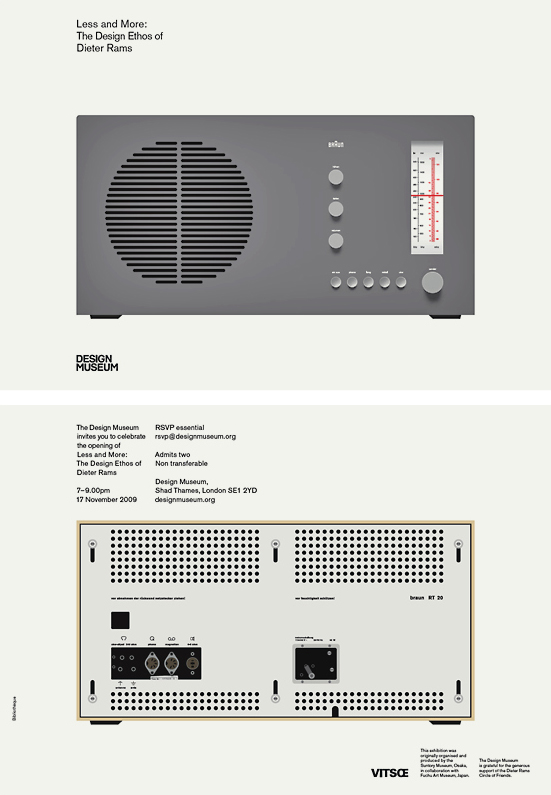 Less and More:
The Design Ethos of
Dieter Rams
BRAUN
DESIGN
MUSEUM
The Design Museum
invites you to celebrate
the opening of
Less and More:
The Design Ethos of
Dieter Rams
7–9.00pm
17 November 2009
RSVP essential
rsvp@designmuseum.org
Admits two
Non transferable
Design Museum,
Shad Thames, London SE1 2YD
designmuseum.org
braun RT 20
Bibliothèque
VITSŒ
This exhibition was
originally organised and
produced by the
Suntory Museum, Osaka,
in collaboration with
Fuchu Art Museum, Japan.
The Design Museum
is grateful for the generous
support of the Dieter Rams
Circle of Friends.